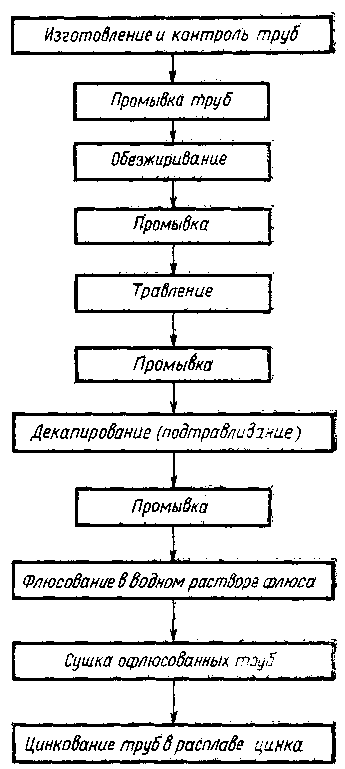 Изготовление и контроль труб
Промывка труб
Обезжиривание
Промывка
Травление
Промывка
Декапирование (подтравливание)
Промывка
Флюсование в водном растворе флюса
Сушка офлюсованных труб
Цинкование труб в расплаве цинка